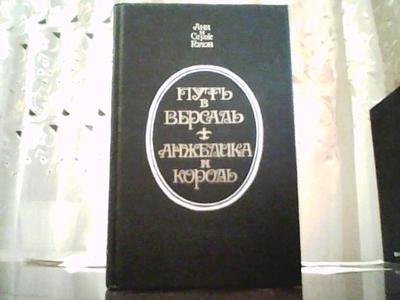 Анн
и
Серж
Голон
ПУТЬ
В
ВЕРСАЛЬ
АНЖЕЛИКА
И
КОРОЛЬ